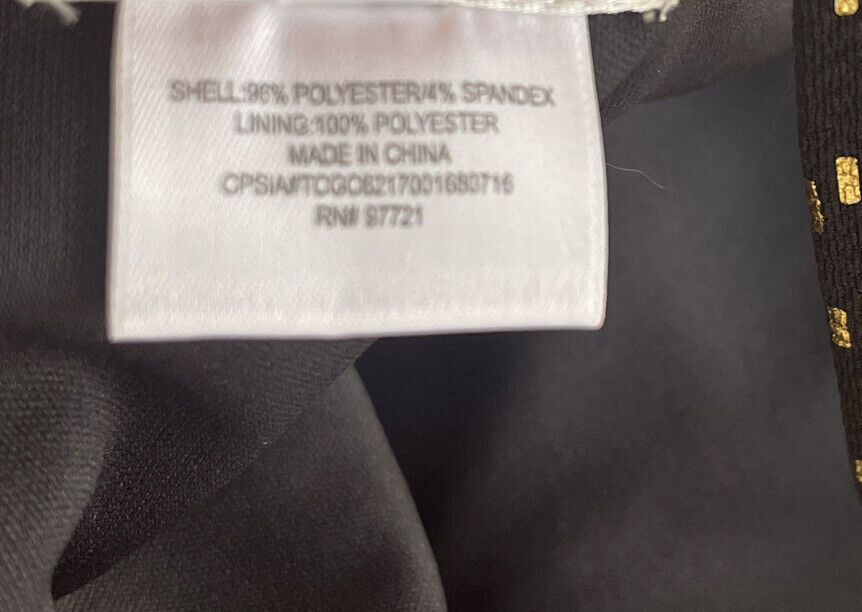 SHELL:96% POLYESTER/4% SPANDEX
LINING:100% POLYESTER
MADE IN CHINA
CPSIA#TCGC6217001680716
RN# 97721